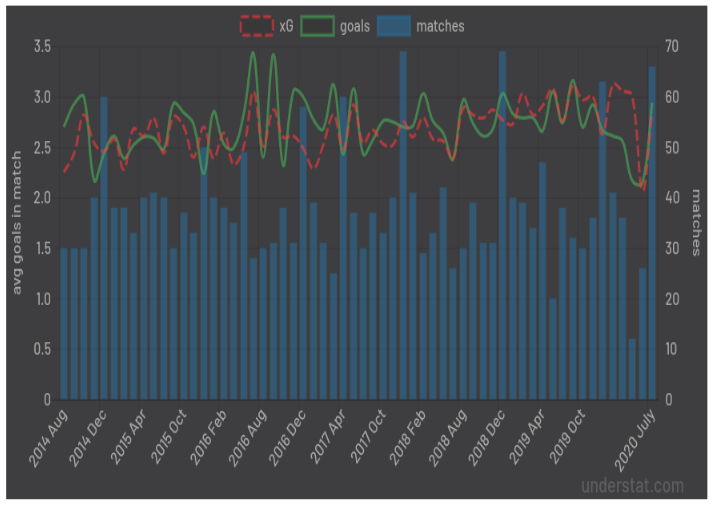 xG goals matches
3.5 70
3.0 60
2.5 50
2.0 40
1.5 30
1.0 20
0.5 10
0 0
avg goals in match
matches
2014 Aug 2014 Dec 2015 Apr 2015 Oct 2016 Feb 2016 Aug 2016 Dec 2017 Apr 2017 Oct 2018 Feb 2018 Aug 2018 Dec 2019 Apr 2019 Oct 2020 July
understat.com